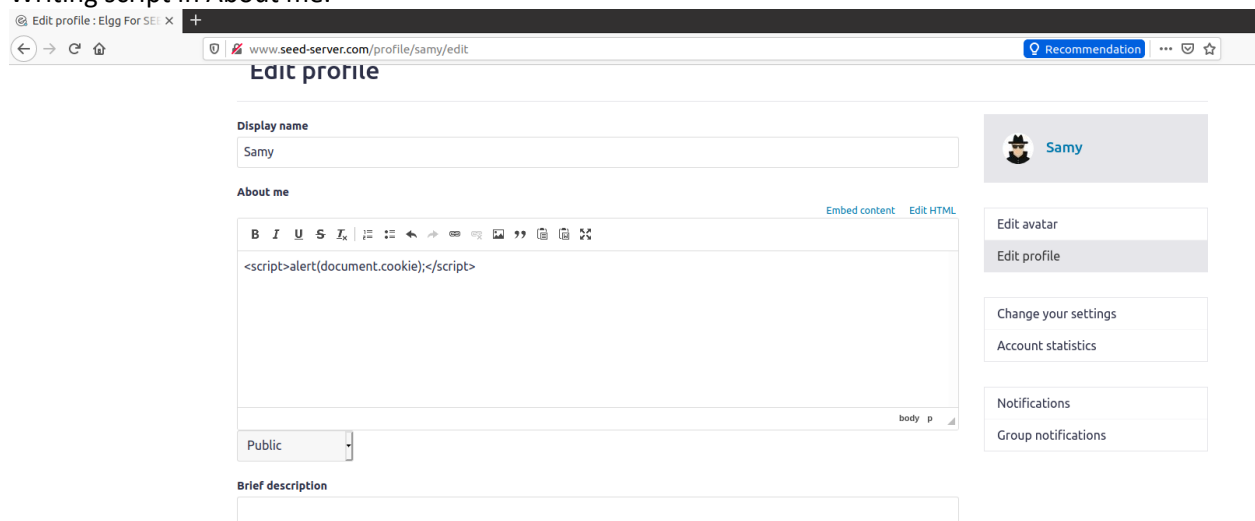 Writing script in About me:
Edit profile : Elgg For SEE
www.seed-server.com/profile/samy/edit
Recommendation
Edit profile
Display name
Samy
Samy
About me
Embed content Edit HTML
B I U S Ix
<script>alert(document.cookie);</script>
body p
Public
Brief description
Edit avatar
Edit profile
Change your settings
Account statistics
Notifications
Group notifications